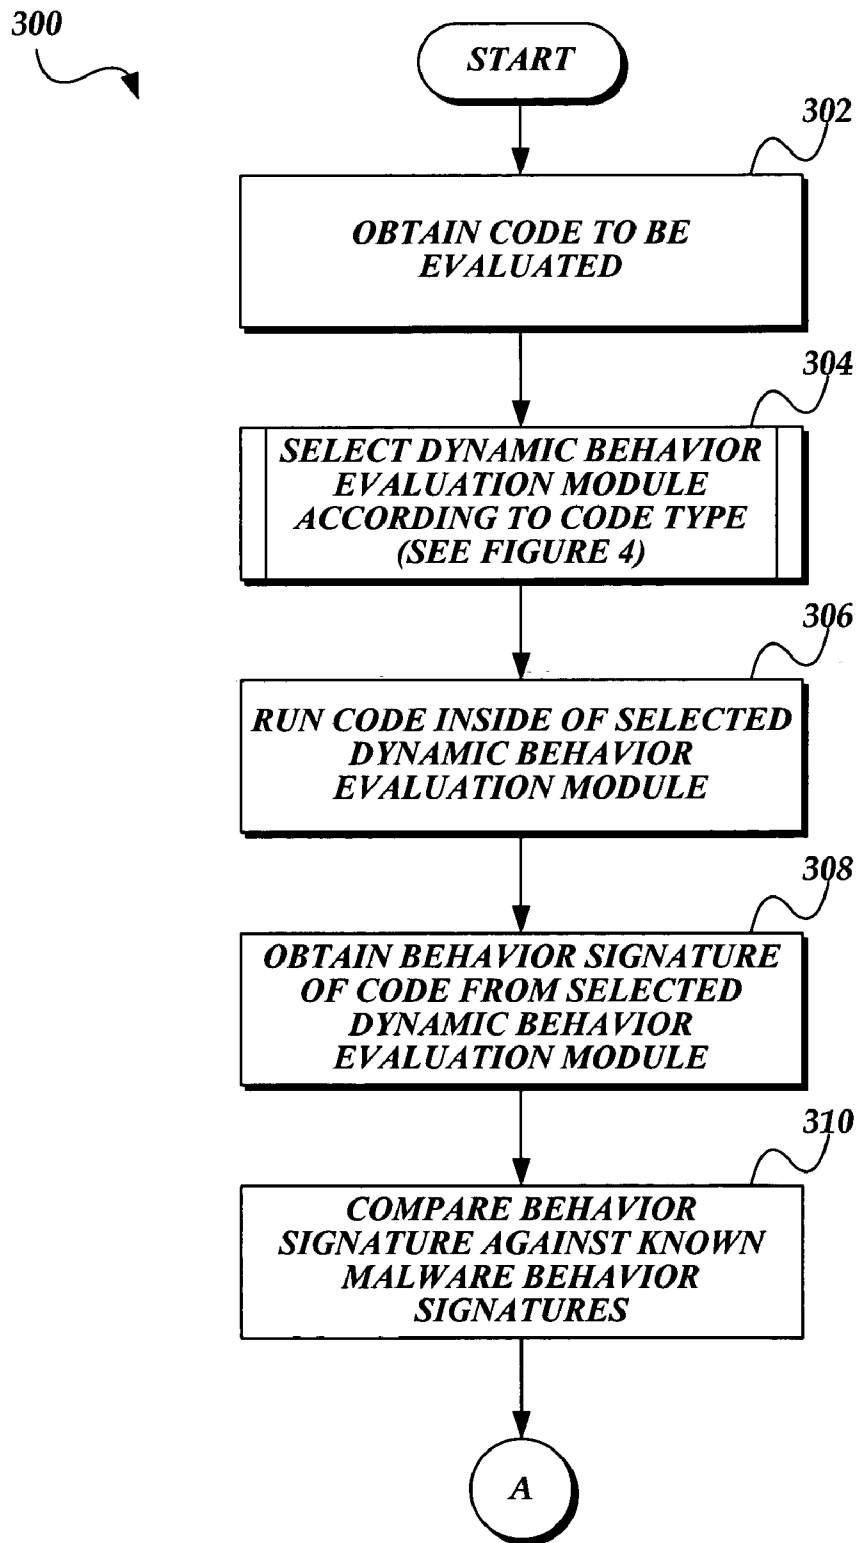 300
START
302
OBTAIN CODE TO BE
EVALUATED
304
SELECT DYNAMIC BEHAVIOR
EVALUATION MODULE
ACCORDING TO CODE TYPE
(SEE FIGURE 4)
306
RUN CODE INSIDE OF SELECTED
DYNAMIC BEHAVIOR
EVALUATION MODULE
308
OBTAIN BEHAVIOR SIGNATURE
OF CODE FROM SELECTED
DYNAMIC BEHAVIOR
EVALUATION MODULE
310
COMPARE BEHAVIOR
SIGNATURE AGAINST KNOWN
MALWARE BEHAVIOR
SIGNATURES
A